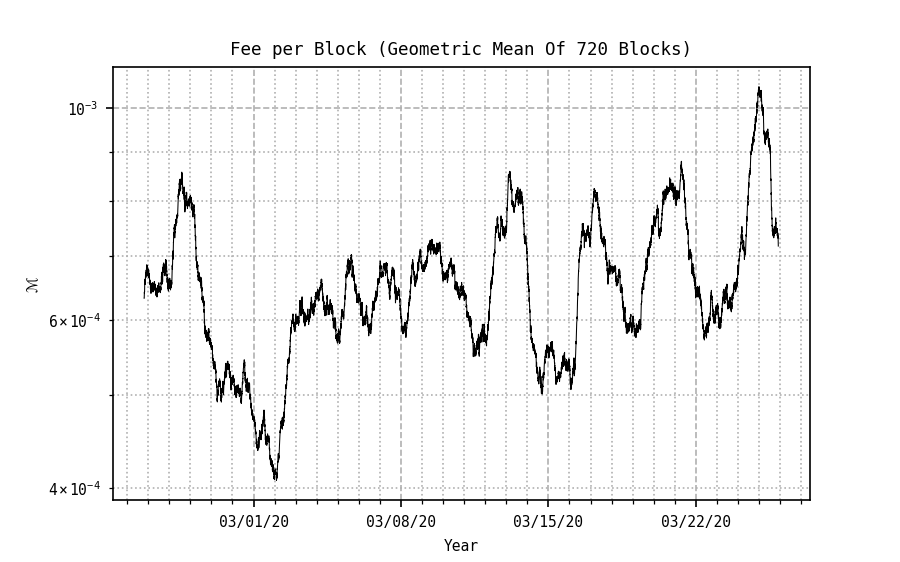 Fee per Block (Geometric Mean Of 720 Blocks)
10⁻³
6×10⁻⁴
4×10⁻⁴
ℳ
03/01/20 03/08/20 03/15/20 03/22/20
Year